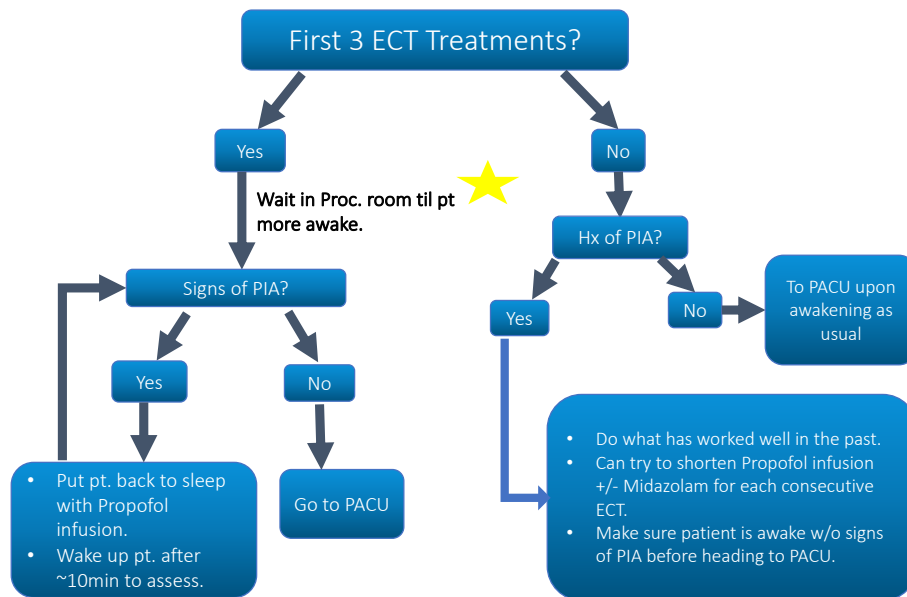 First 3 ECT Treatments?
Yes
No
Wait in Proc. room til pt
more awake.
Hx of PIA?
Signs of PIA?
Yes
No
To PACU upon
awakening as
usual
Yes
No
• Put pt. back to sleep
with Propofol
infusion.
• Wake up pt. after
~10min to assess.
Go to PACU
• Do what has worked well in the past.
• Can try to shorten Propofol infusion
+/- Midazolam for each consecutive
ECT.
• Make sure patient is awake w/o signs
of PIA before heading to PACU.